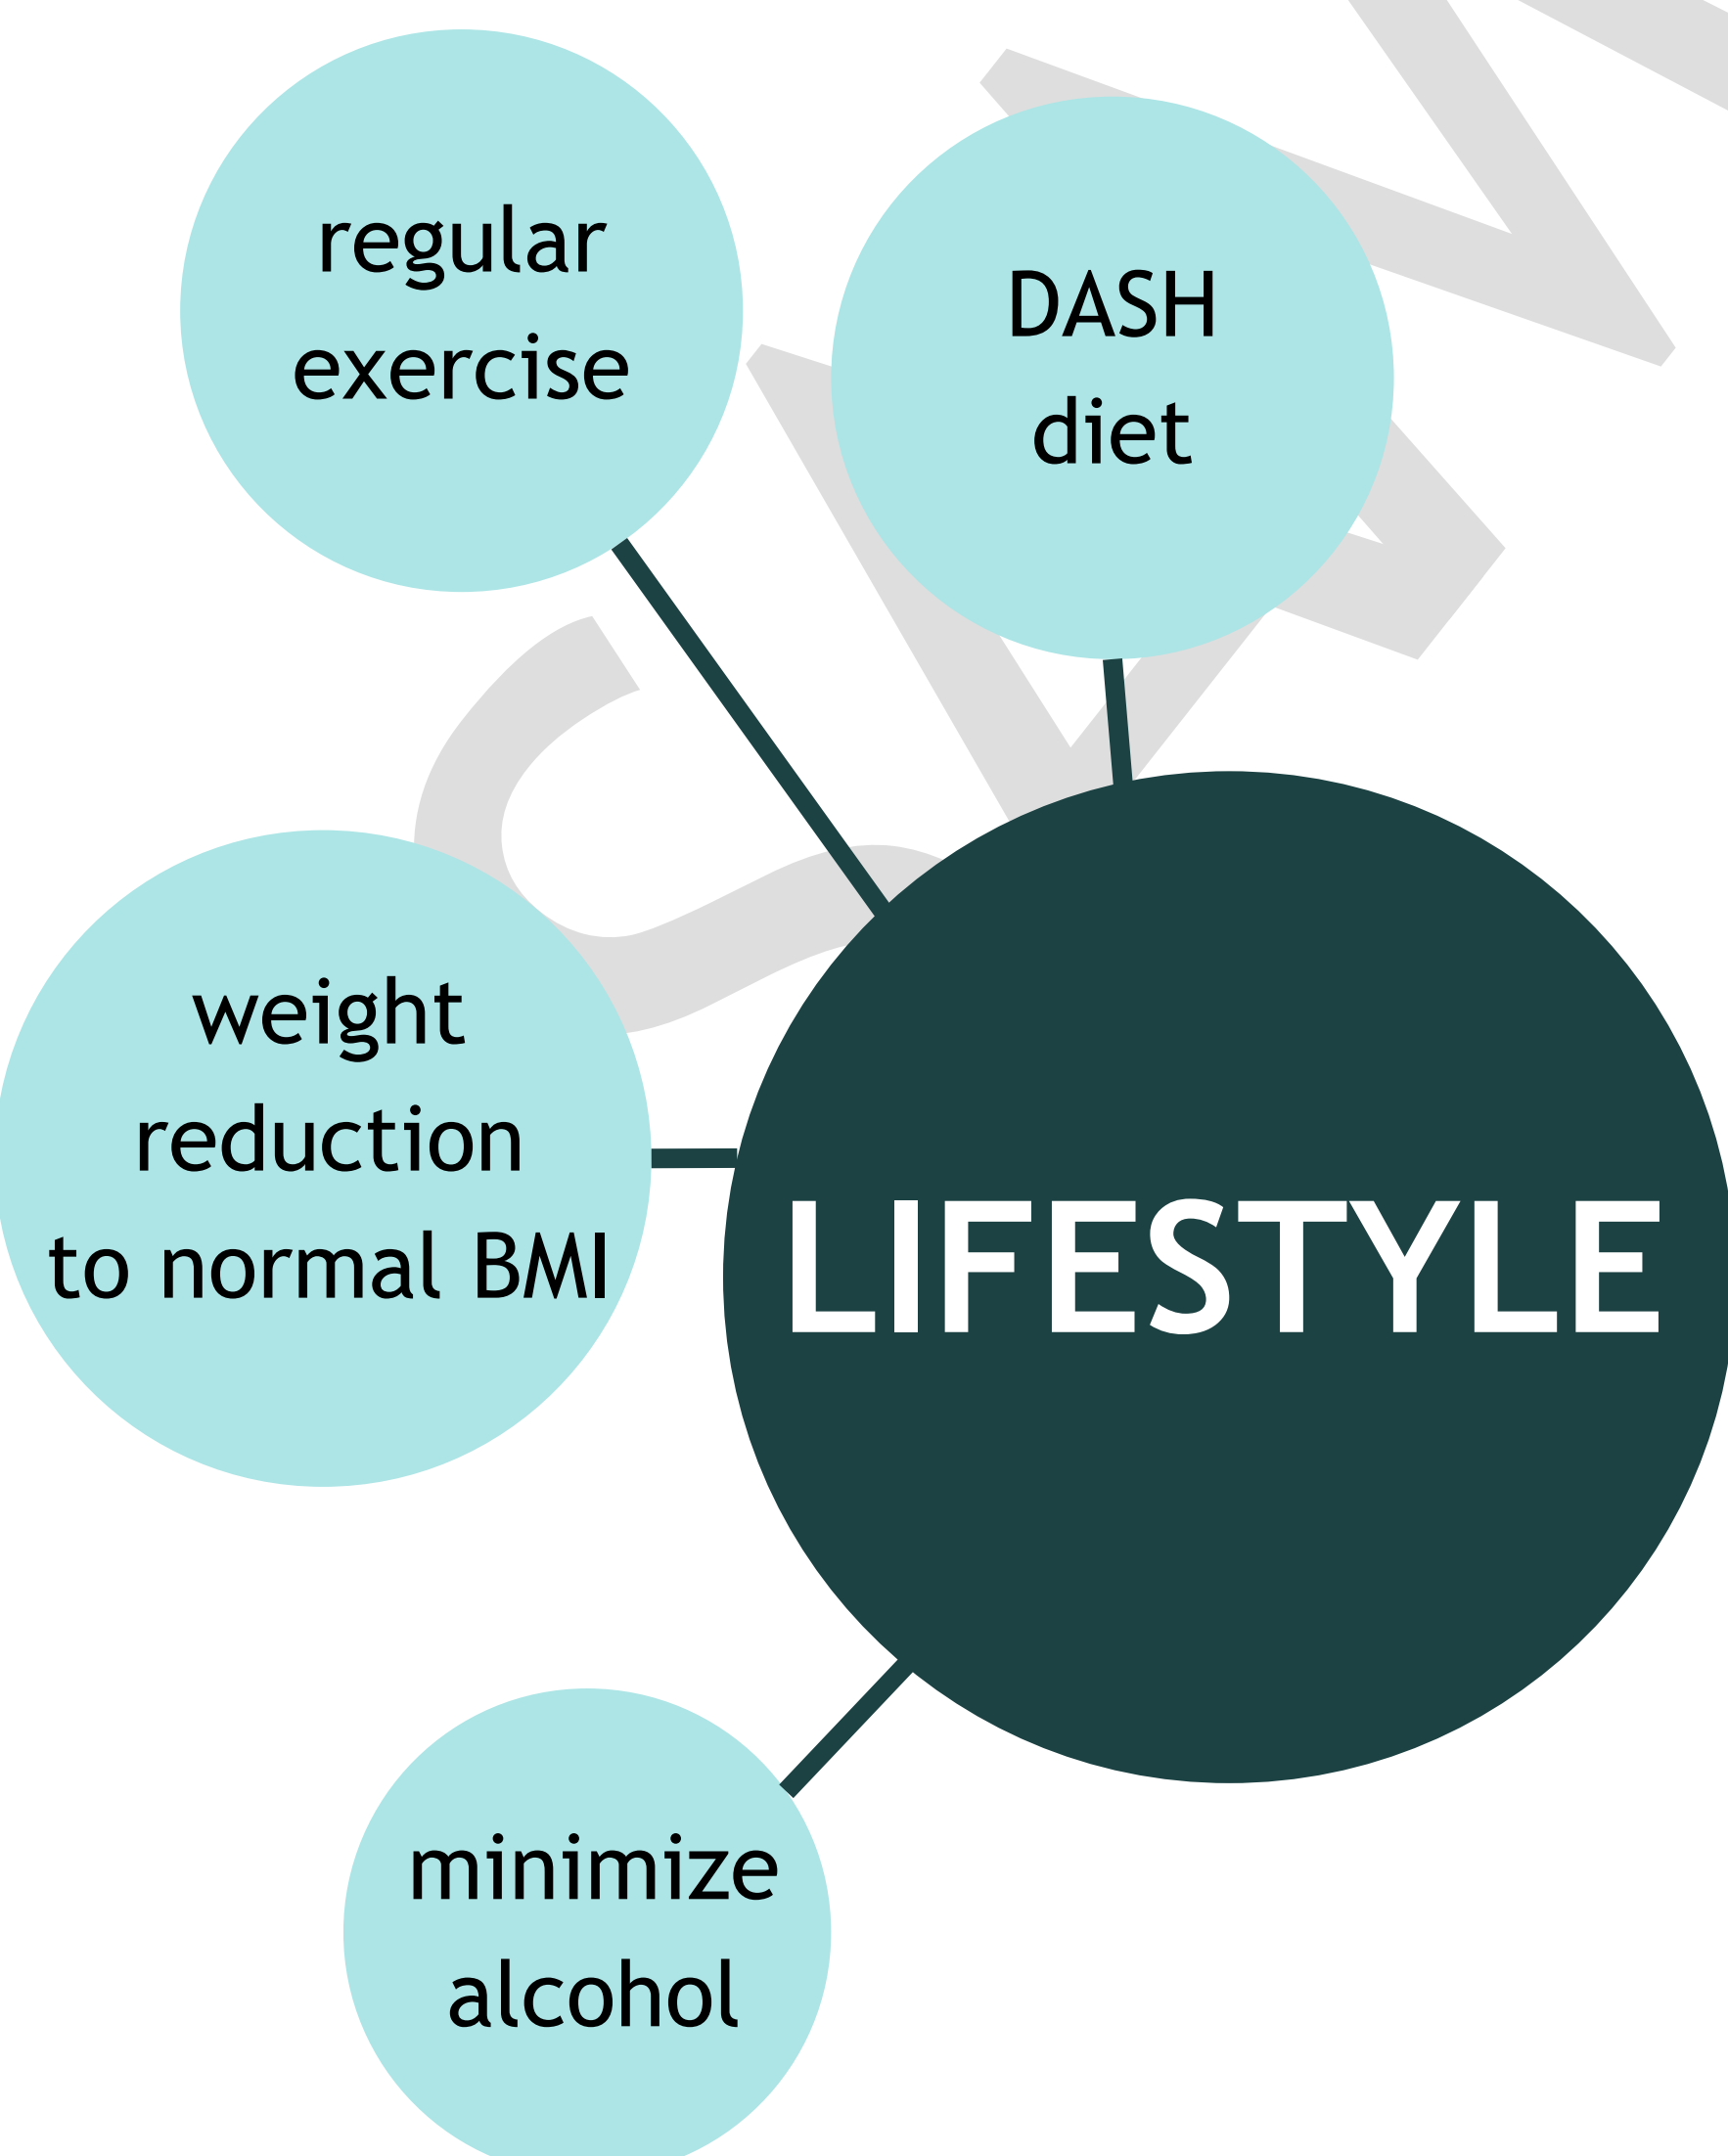 regular
exercise
DASH
diet
weight
reduction
to normal BMI
LIFESTYLE
minimize
alcohol